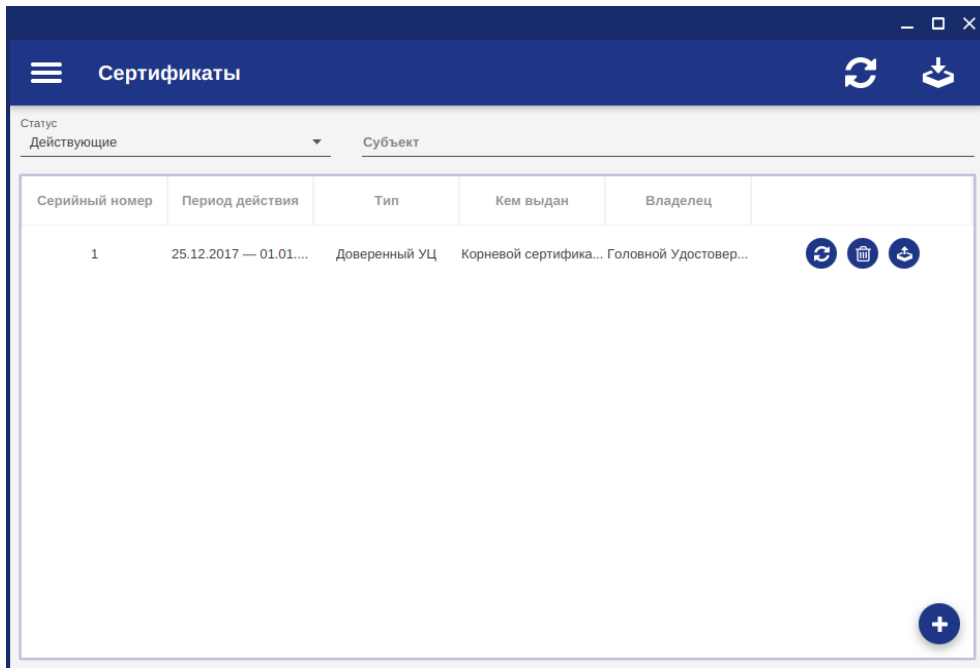 Сертификаты
Статус
Действующие
Субъект
Серийный номер Период действия Тип Кем выдан Владелец
1 25.12.2017 — 01.01.... Доверенный УЦ Корневой сертифика... Головной Удостовер...